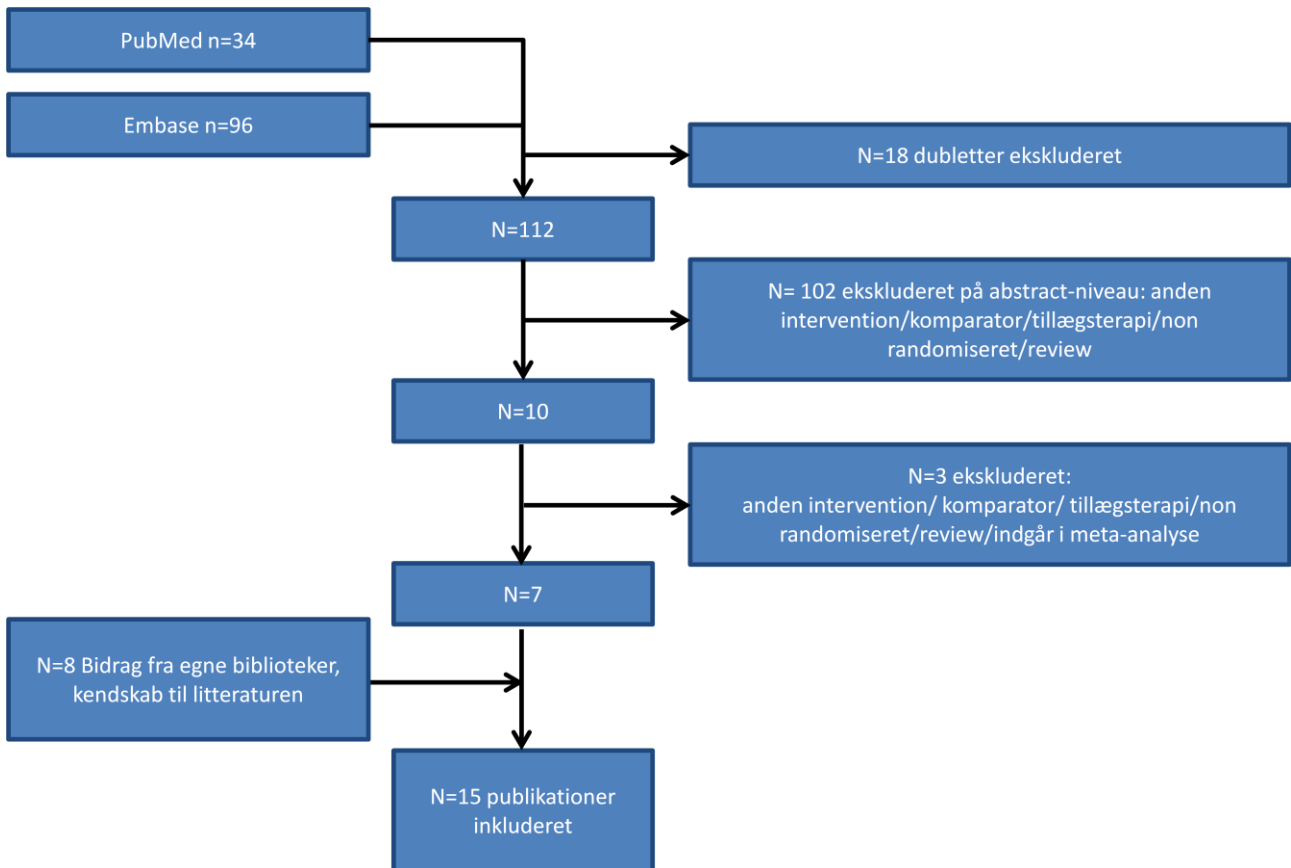 PubMed n=34
Embase n=96
N=18 dubletter ekskluderet
N=112
N= 102 ekskluderet på abstract-niveau: anden
intervention/komparator/tillægsterapi/non
randomiseret/review
N=10
N=3 ekskluderet:
anden intervention/ komparator/ tillægsterapi/non
randomiseret/review/indgår i meta-analyse
N=7
N=8 Bidrag fra egne biblioteker,
kendskab til litteraturen
N=15 publikationer
inkluderet